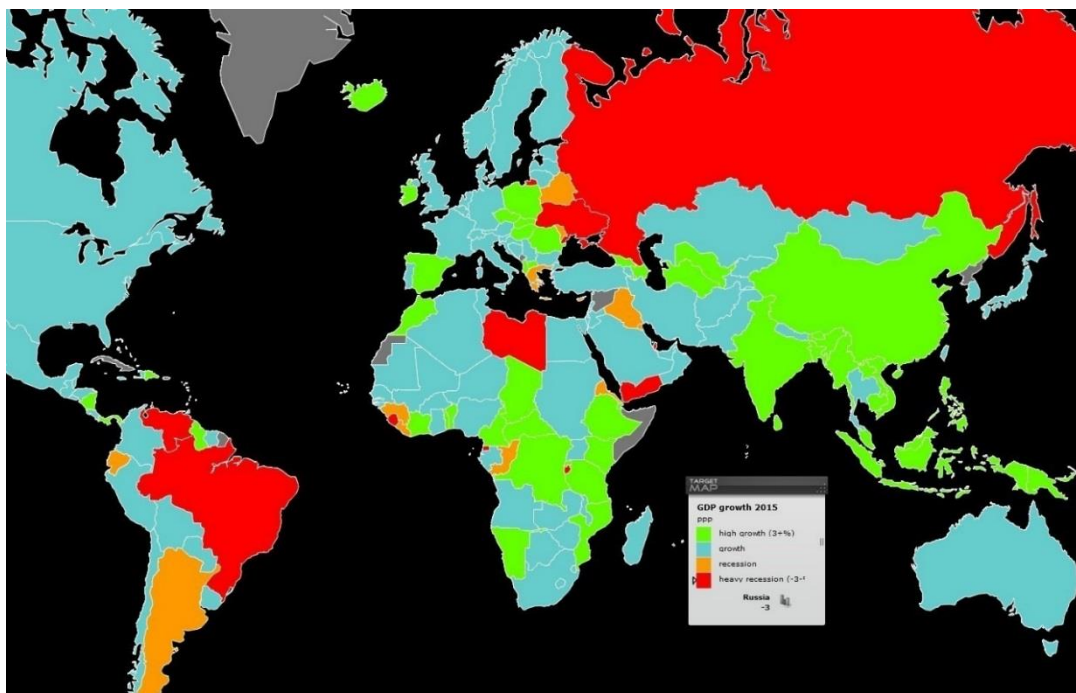 TARGET
MAP
GDP growth 2015
PPP
high growth (3+%)
growth
recession
heavy recession (-3-
Russia
-3